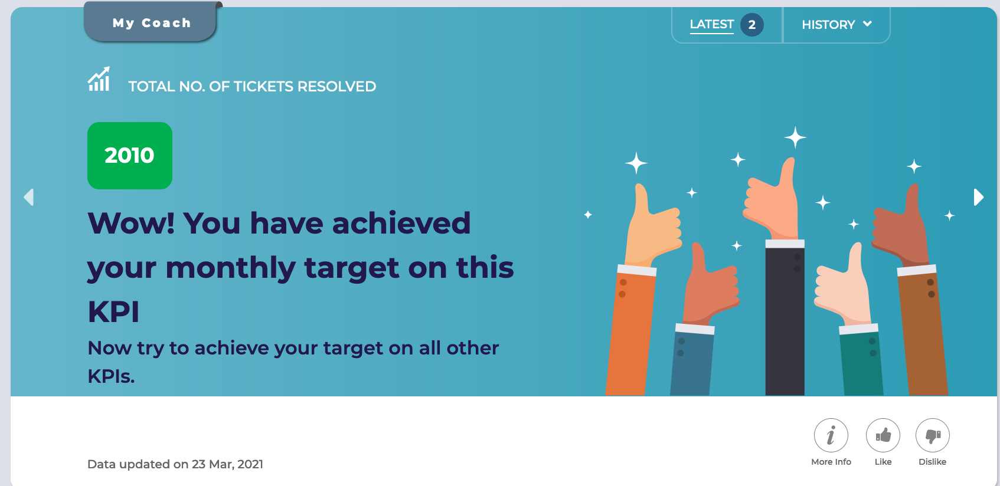 My Coach
LATEST 2
HISTORY
TOTAL NO. OF TICKETS RESOLVED
2010
Wow! You have achieved
your monthly target on this
KPI
Now try to achieve your target on all other
KPIs.
Data updated on 23 Mar, 2021
i
More Info
Like
Dislike